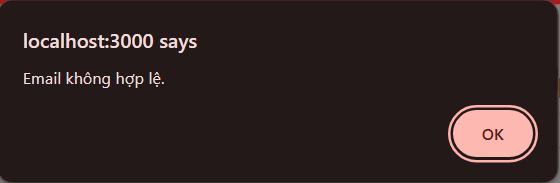 localhost:3000 says
Email không hợp lệ.
OK